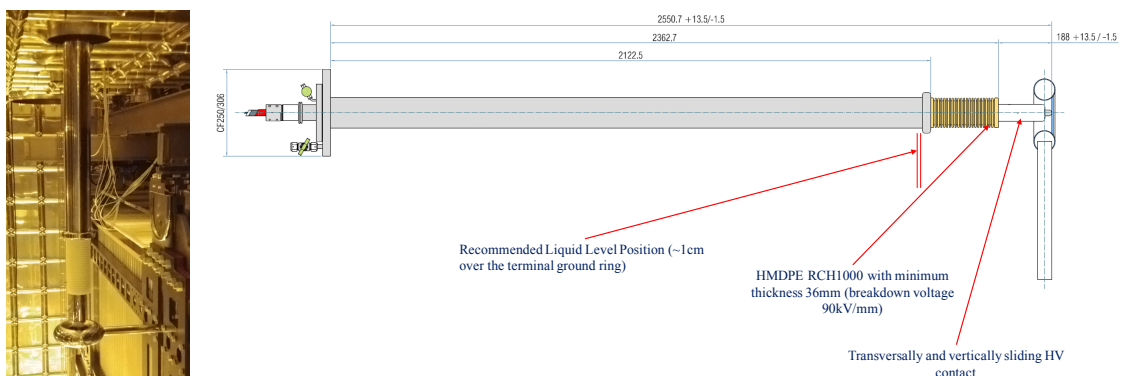 2550.7 +13.5/-1.5
2362.7
188 +13.5 / -1.5
2122.5
CF250/306
Recommended Liquid Level Position (~1cm
over the terminal ground ring)
HMDPE RCH1000 with minimum
thickness 36mm (breakdown voltage
90kV/mm)
Transversally and vertically sliding HV
contact